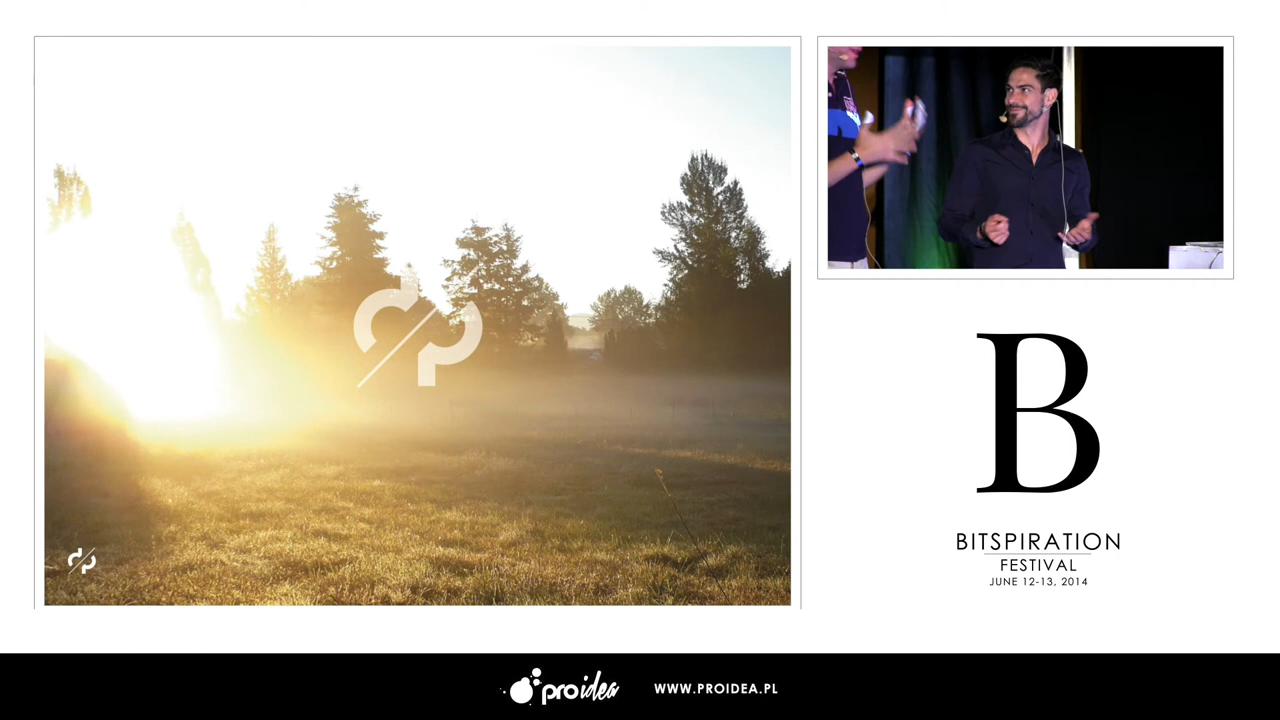 B
BITSPIRATION
FESTIVAL
JUNE 12-13, 2014
proidea
WWW.PROIDEA.PL